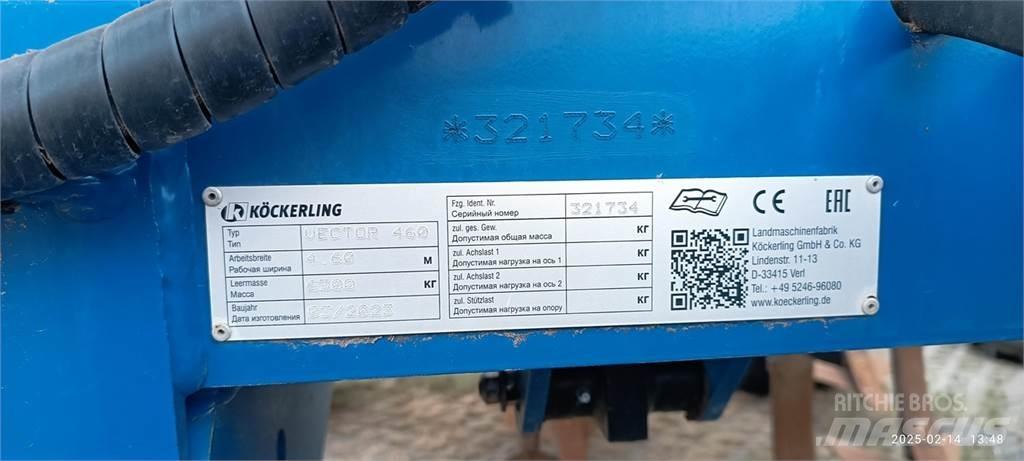 *321734*
KÖCKERLING
Typ
Тип
VECTOR 460
Arbeitsbreite
Рабочая ширина
4.60 М
Leermasse
Масса
КГ
Baujahr
Дата изготовления
Fzg. Ident. Nr.
Серийный номер
321734
zul. ges. Gew.
Допустимая общая масса
КГ
zul. Achslast 1
Допустимая нагрузка на ось 1
КГ
zul. Achslast 2
Допустимая нагрузка на ось 2
КГ
zul. Stützlast
Допустимая нагрузка на опору
КГ
CE EAC
Landmaschinenfabrik
Köckerling GmbH & Co. KG
Lindenstr. 11-13
D-33415 Verl
Tel.: +49 5246-96080
www.koeckerling.de
RITCHIE BROS.
MASCUS
2025-02-14 13:48